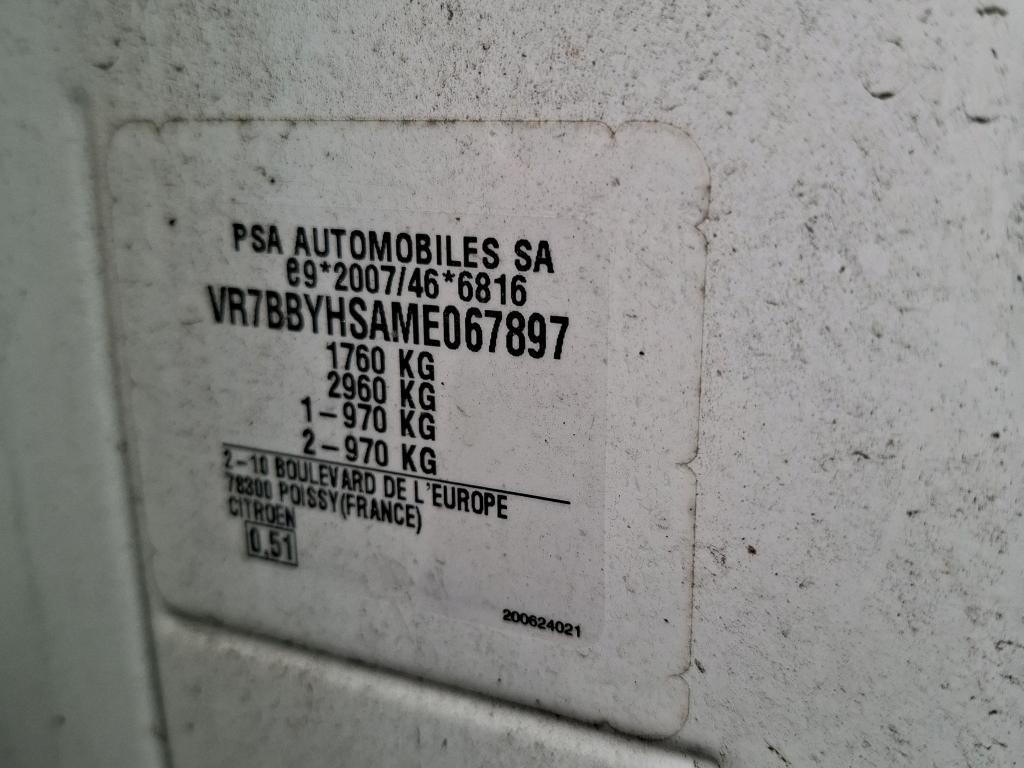 PSA AUTOMOBILES SA
e9*2007/46*6816
VR7BBYHSAME067897
1760 KG
2960 KG
1-970 KG
2-970 KG
2-10 BOULEVARD DE L'EUROPE
78300 POISSY(FRANCE)
CITROEN
0,51
200624021